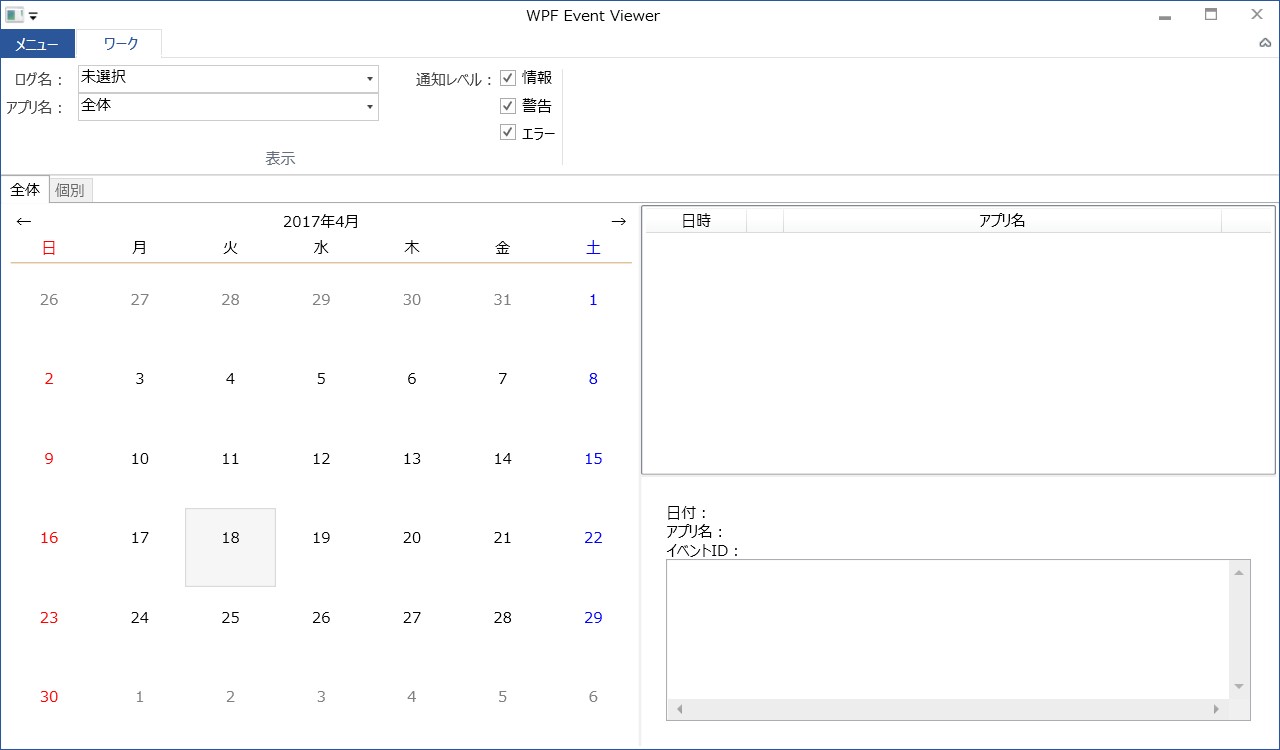 WPF Event Viewer
メニュー ワーク
ログ名： 未選択 通知レベル： 情報
アプリ名： 全体 警告
エラー
表示
全体 個別
← 2017年4月 →
日 月 火 水 木 金 土
26 27 28 29 30 31 1
2 3 4 5 6 7 8
9 10 11 12 13 14 15
16 17 18 19 20 21 22
23 24 25 26 27 28 29
30 1 2 3 4 5 6
日時 アプリ名
日付：
アプリ名：
イベントID：